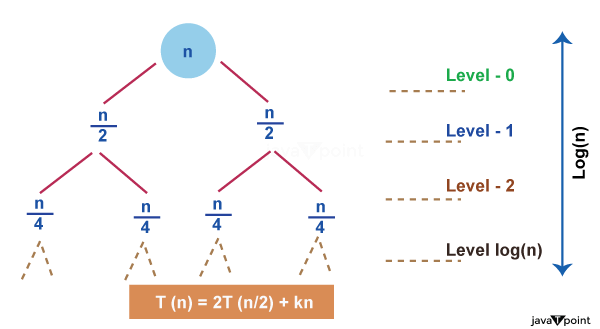 n
Level - 0
n
2
n
2
Level - 1
Level - 2
n
4
n
4
n
4
n
4
Level log(n)
Log(n)
T (n) = 2T (n/2) + kn
javaTpoint
javaTpoint